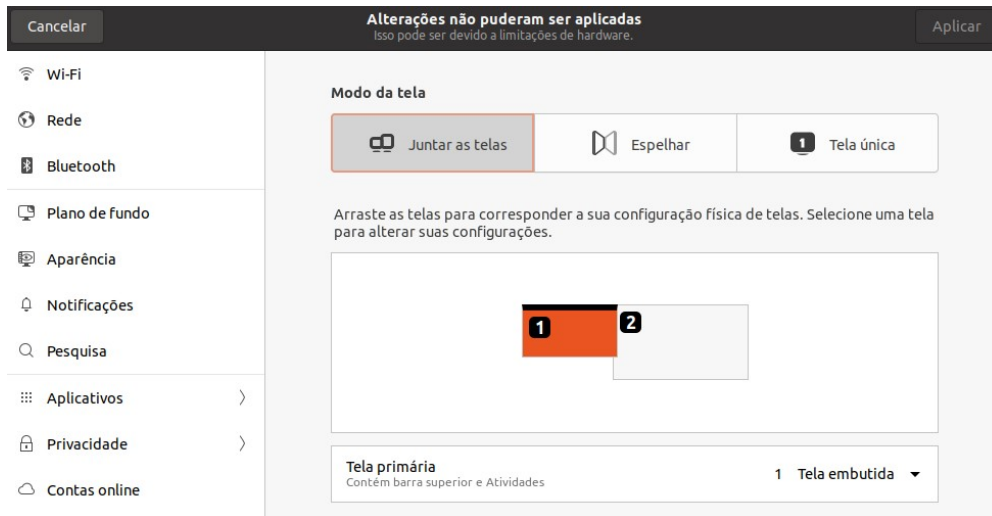 Cancelar
Alterações não puderam ser aplicadas
Isso pode ser devido a limitações de hardware.
Aplicar
Wi-Fi
Rede
Bluetooth
Plano de fundo
Aparência
Notificações
Pesquisa
Aplicativos
Privacidade
Contas online
Modo da tela
Juntar as telas
Espelhar
1 Tela única
Arraste as telas para corresponder a sua configuração física de telas. Selecione uma tela
para alterar suas configurações.
1
2
Tela primária
Contém barra superior e Atividades
1 Tela embutida